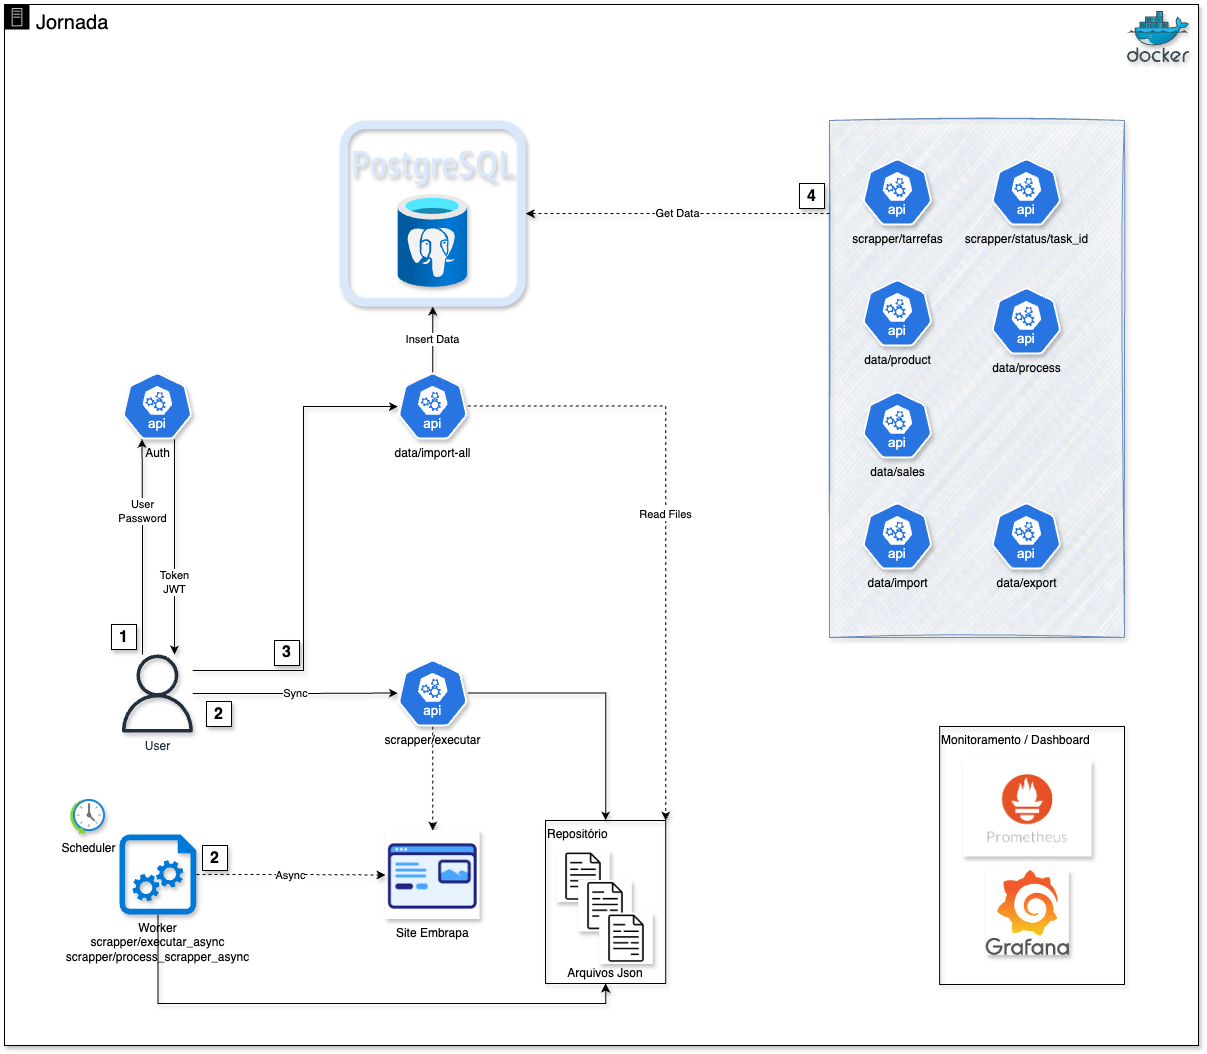 Jornada
docker
PostgreSQL
4
Get Data
api
scrapper/tarrefas
api
scrapper/status/task_id
api
data/product
api
data/process
api
data/sales
api
data/import
api
data/export
Insert Data
api
data/import-all
api
Auth
User
Password
Token
JWT
Read Files
1
3
User
2
Sync
api
scrapper/executar
Scheduler
2
Async
Worker
scrapper/executar_async
scrapper/process_scrapper_async
Site Embrapa
Repositório
Arquivos Json
Monitoramento / Dashboard
Prometheus
Grafana